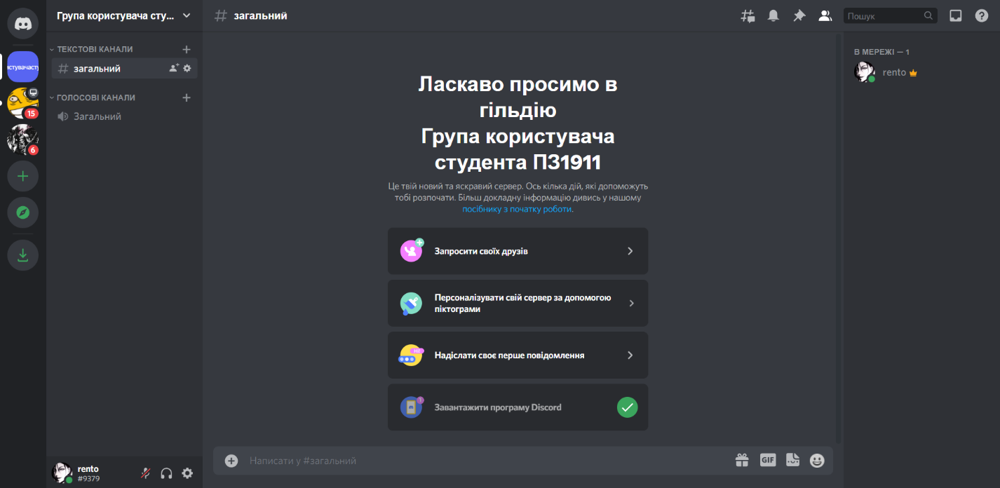 Група користувача сту...
ТЕКСТОВІ КАНАЛИ
загальний
ГОЛОСОВІ КАНАЛИ
Загальний
15
6
rento
#9379
загальний
Пошук
Ласкаво просимо в
гільдію
Група користувача
студента ПЗ1911
Це твій новий та яскравий сервер. Ось кілька дій, які допоможуть
тобі розпочати. Більш докладну інформацію дивись у нашому
посібнику з початку роботи.
Запросити своїх друзів
Персоналізувати свій сервер за допомогою
піктограми
Hi!
Надіслати своє перше повідомлення
1
Завантажити програму Discord
Написати у #загальний
GIF
В МЕРЕЖІ — 1
rento